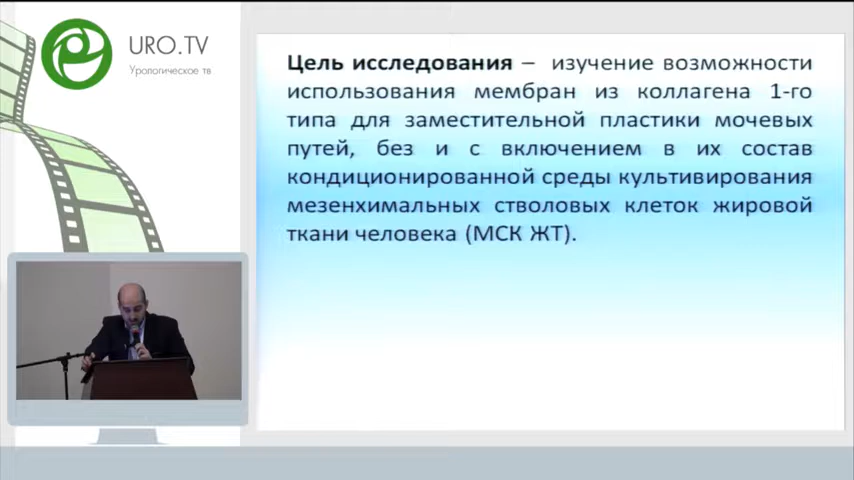 URO.TV
Урологическое тв
Цель исследования – изучение возможности
использования мембран из коллагена 1-го
типа для заместительной пластики мочевых
путей, без и с включением в их состав
кондиционированной среды культивирования
мезенхимальных стволовых клеток жировой
ткани человека (МСК ЖТ).